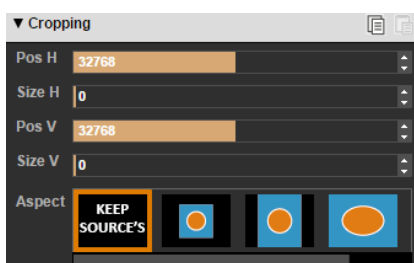 ▼ Cropping
Pos H 32768
Size H 0
Pos V 32768
Size V 0
Aspect KEEP
SOURCE'S